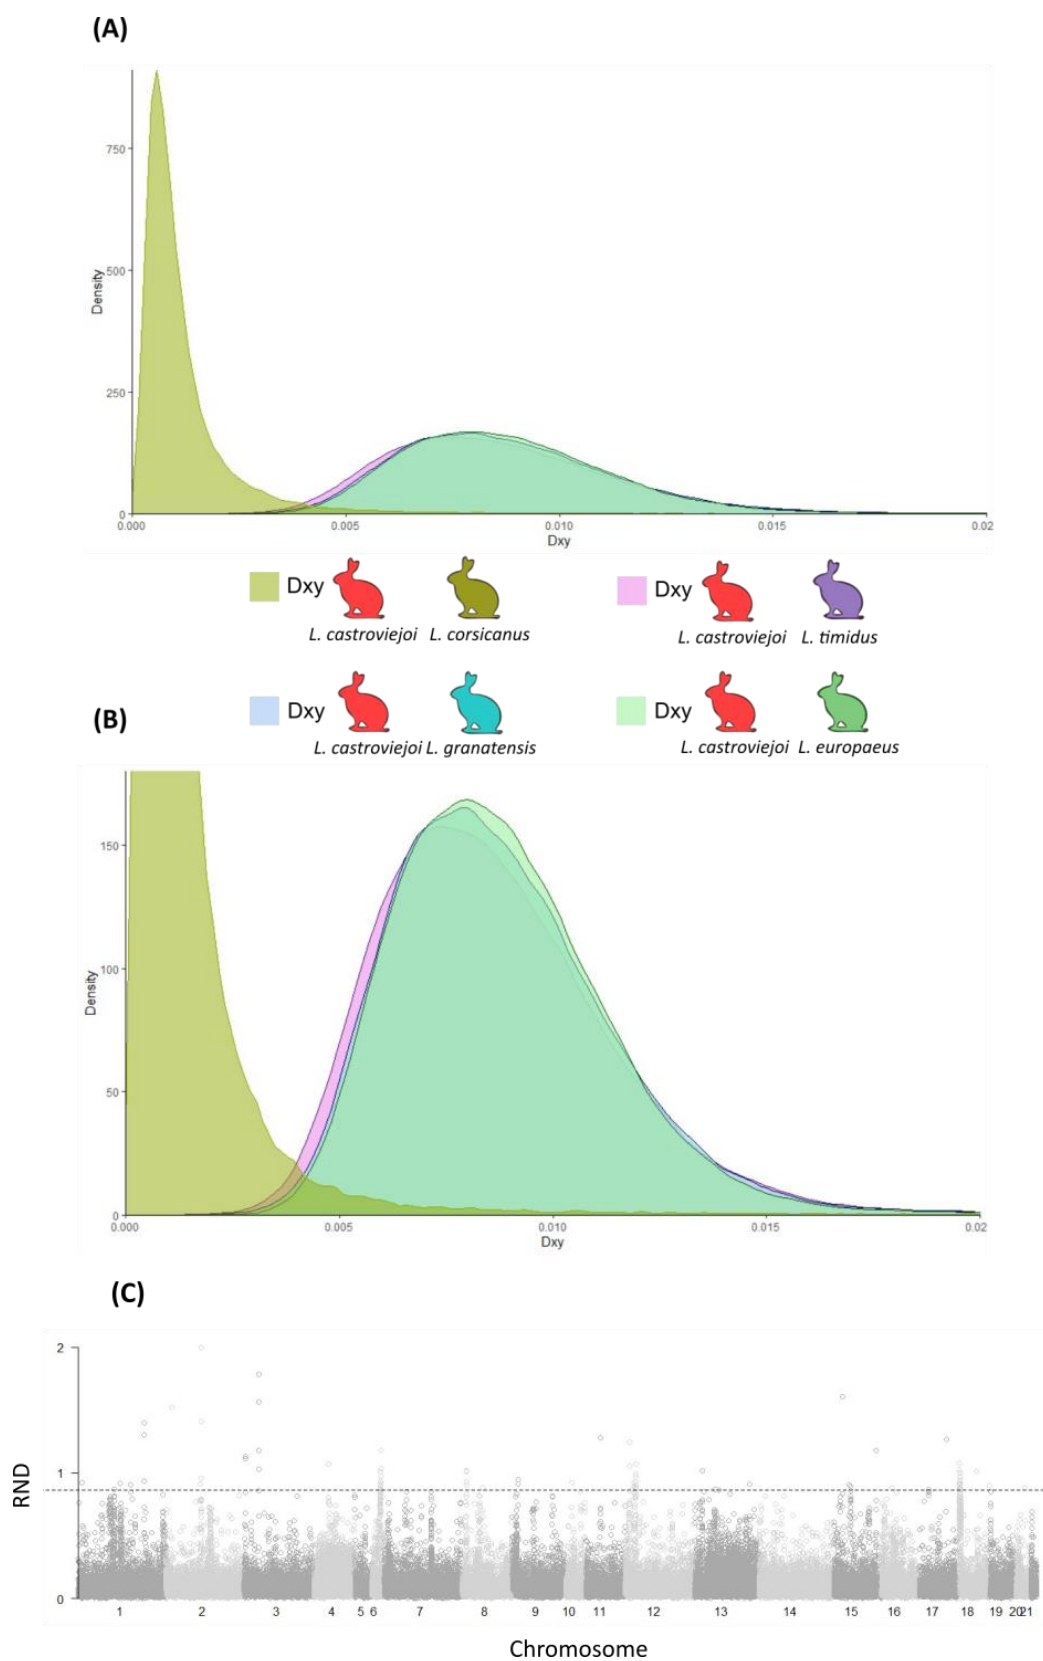 (A)
750
500
250
0
Density
0.000 0.005 0.010 0.015 0.02
Dxy
Dxy
L. castroviejoi L. corsicanus
Dxy
L. castroviejoi L. timidus
Dxy
L. castroviejoi L. granatensis
Dxy
L. castroviejoi L. europaeus
(B)
150
100
50
0
Density
0.000 0.005 0.010 0.015 0.02
Dxy
(C)
2
1
0
RND
1 2 3 4 5 6 7 8 9 10 11 12 13 14 15 16 17 18 19 20 21
Chromosome